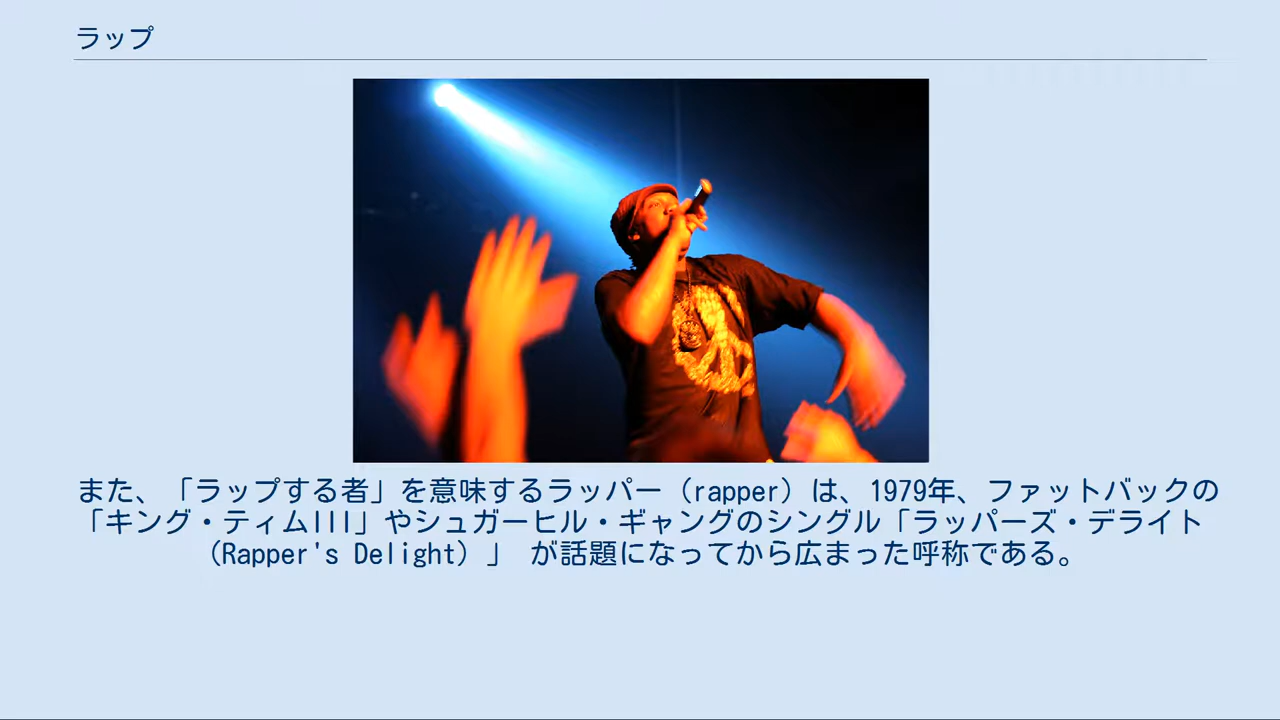 ラップ
また、「ラップする者」を意味するラッパー（rapper）は、1979年、ファットバックの
「キング・ティムIII」やシュガーヒル・ギャングのシングル「ラッパーズ・デライト
（Rapper's Delight）」 が話題になってから広まった呼称である。